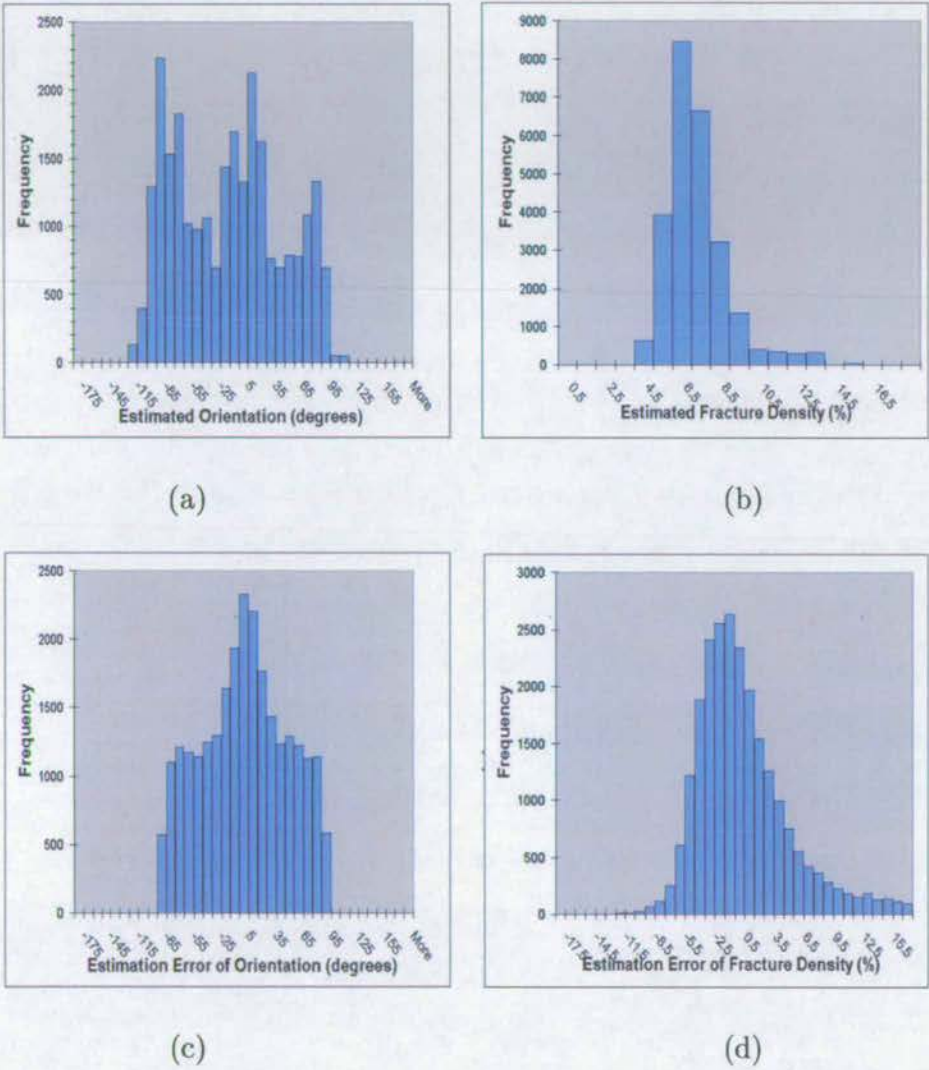 2500
2000
1500
1000
500
0
Frequency
-175 -145 -115 -85 -55 -25 5 35 65 95 125 155 More
Estimated Orientation (degrees)
(a)
9000
8000
7000
6000
5000
4000
3000
2000
1000
0
Frequency
0.5 2.5 4.5 6.5 8.5 10.5 12.5 14.5 16.5
Estimated Fracture Density (%)
(b)
2500
2000
1500
1000
500
0
Frequency
-175 -145 -115 -85 -55 -25 5 35 65 95 125 155 More
Estimation Error of Orientation (degrees)
(c)
3000
2500
2000
1500
1000
500
0
Frequency
-17.5 -14.5 -11.5 -8.5 -5.5 -2.5 0.5 3.5 6.5 9.5 12.5 15.5
Estimation Error of Fracture Density (%)
(d)